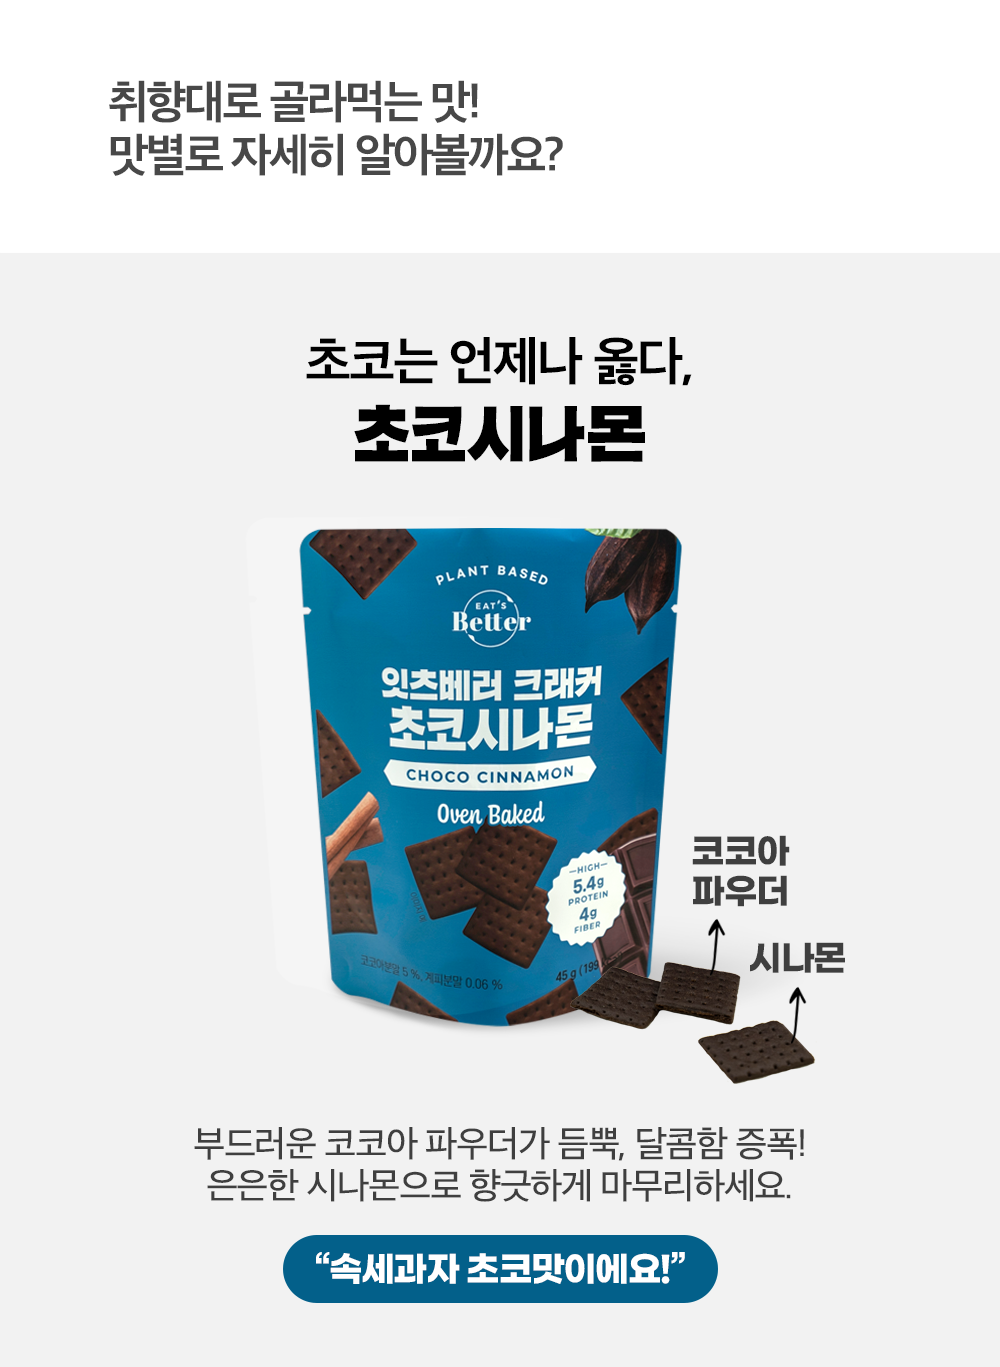 취향대로 골라먹는 맛!
맛별로 자세히 알아볼까요?
초코는 언제나 옳다,
초코시나몬
PLANT BASED
EAT'S
Better
잇츠베러 크래커
초코시나몬
CHOCO CINNAMON
Oven Baked
HIGH
5.4g
PROTEIN
4g
FIBER
코코아분말 5 %, 계피분말 0.06 %
45 g (199
코코아
파우더
시나몬
부드러운 코코아 파우더가 듬뿍, 달콤함 증폭!
은은한 시나몬으로 향긋하게 마무리하세요.
“속세과자 초코맛이에요!”